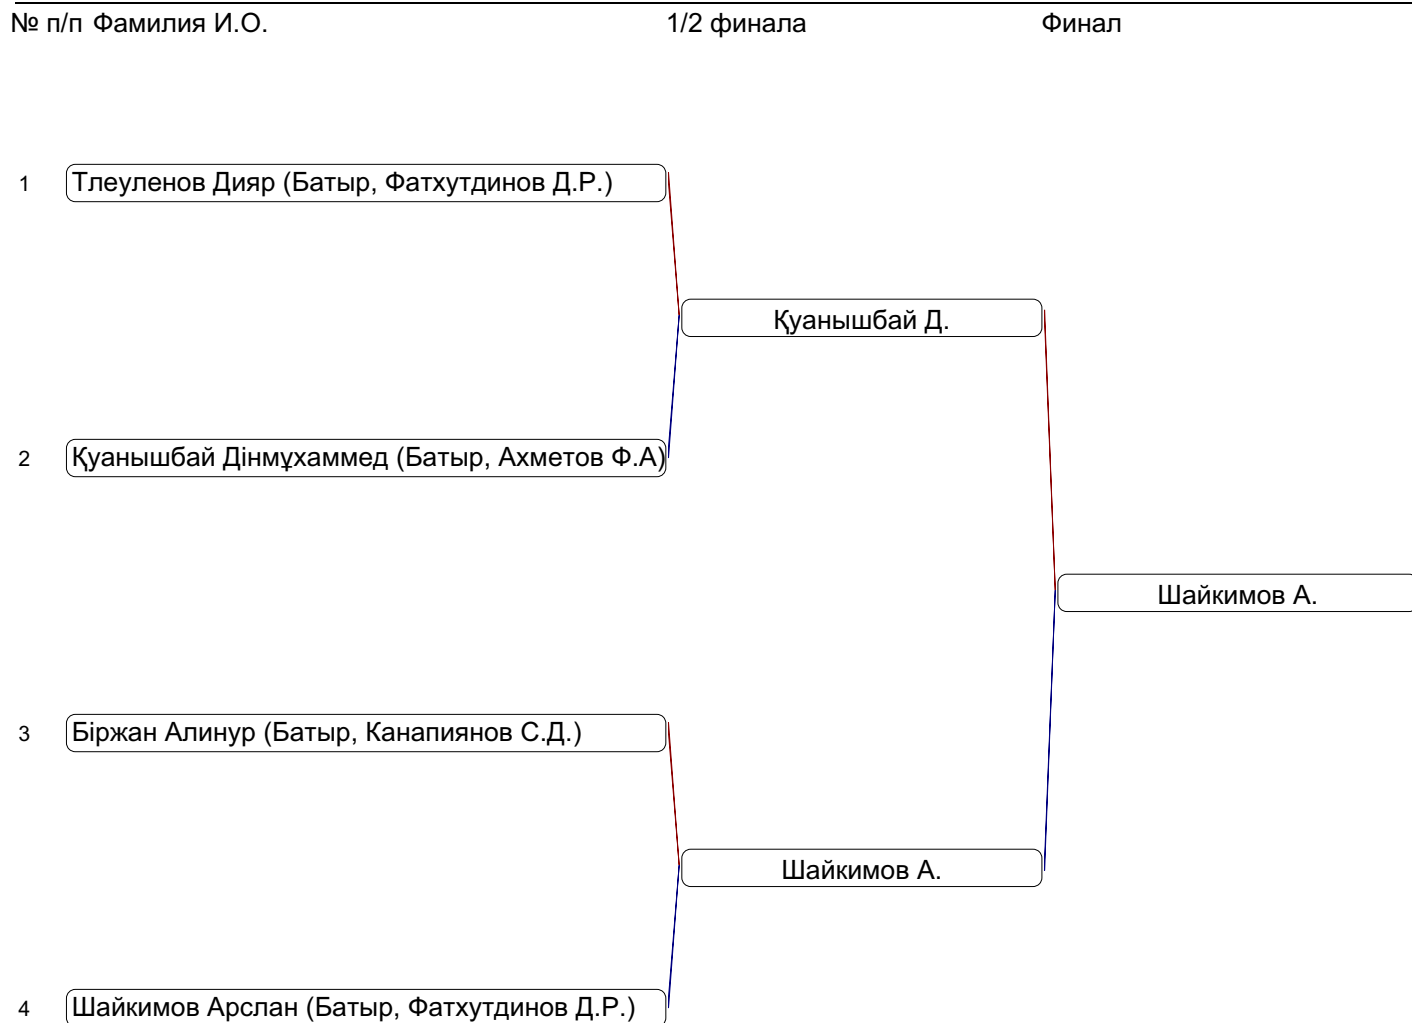 № п/п Фамилия И.О. 1/2 финала Финал
1 Тлеуленов Дияр (Батыр, Фатхутдинов Д.Р.)
Қуанышбай Д.
2 Қуанышбай Дінмұхаммед (Батыр, Ахметов Ф.А)
Шайкимов А.
3 Біржан Алинур (Батыр, Канапиянов С.Д.)
Шайкимов А.
4 Шайкимов Арслан (Батыр, Фатхутдинов Д.Р.)